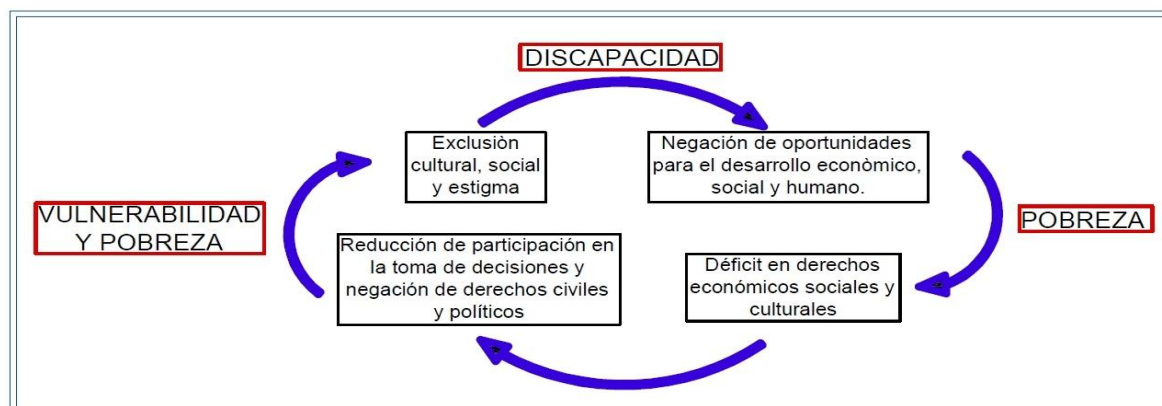 DISCAPACIDAD
Exclusiòn
cultural, social
y estigma
Negación de oportunidades
para el desarrollo econòmico,
social y humano.
VULNERABILIDAD
Y POBREZA
POBREZA
Reducción de participación en
la toma de decisiones y
negación de derechos civiles
y políticos
Déficit en derechos
económicos sociales y
culturales